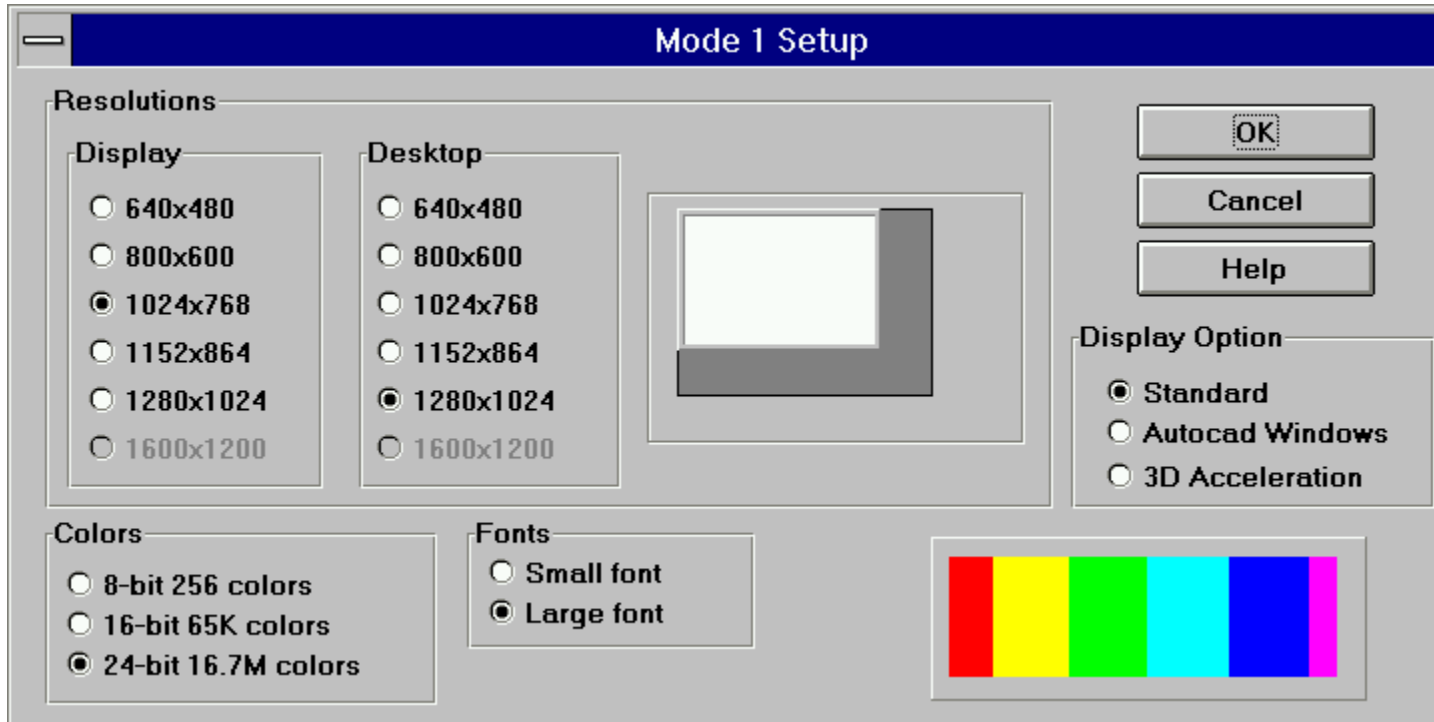 Mode 1 Setup
Resolutions
Display
640x480
800x600
1024x768
1152x864
1280x1024
1600x1200
Desktop
640x480
800x600
1024x768
1152x864
1280x1024
1600x1200
OK
Cancel
Help
Display Option
Standard
Autocad Windows
3D Acceleration
Colors
8-bit 256 colors
16-bit 65K colors
24-bit 16.7M colors
Fonts
Small font
Large font